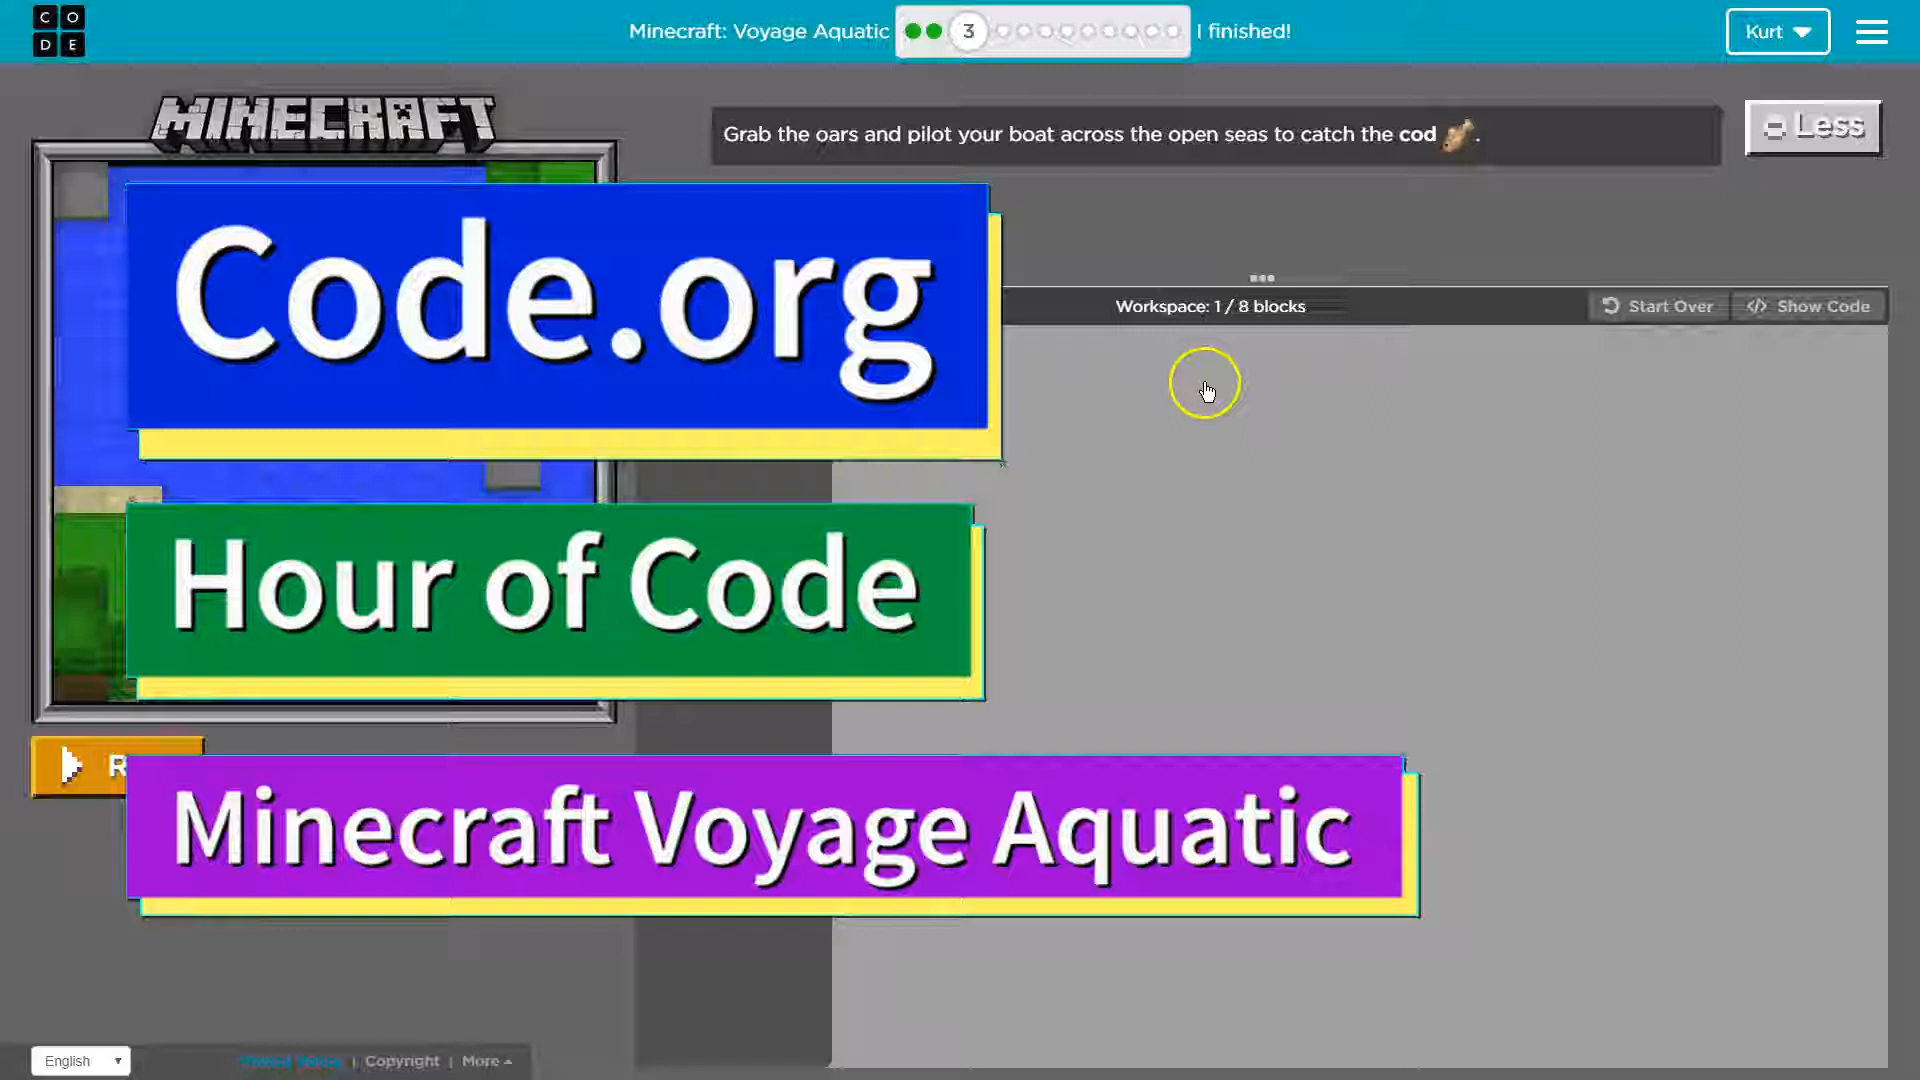 C O
D E
Minecraft: Voyage Aquatic
3
I finished!
Kurt
MINECRAFT
Grab the oars and pilot your boat across the open seas to catch the cod .
Less
Code.org
Workspace: 1 / 8 blocks
Start Over
</> Show Code
Hour of Code
R
Minecraft Voyage Aquatic
English
Privacy Policy | Copyright | More